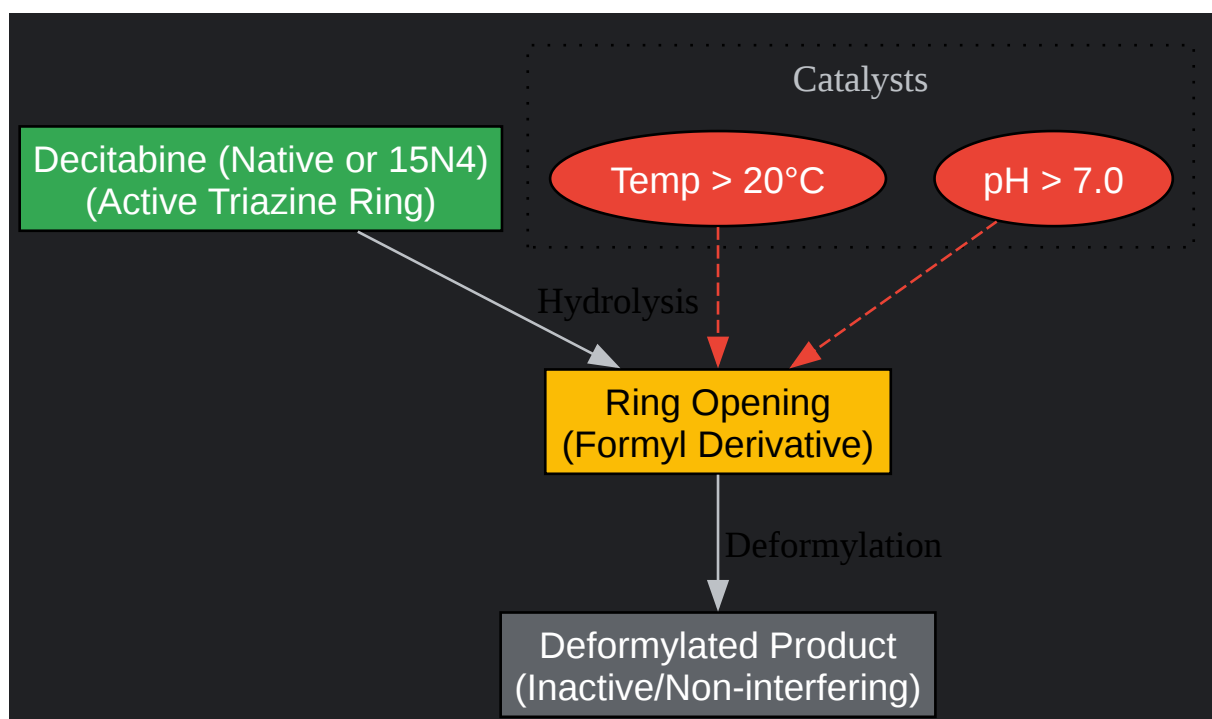 Catalysts
Decitabine (Native or 15N4)
(Active Triazine Ring)
Temp > 20°C
pH > 7.0
Hydrolysis
Ring Opening
(Formyl Derivative)
Deformylation
Deformylated Product
(Inactive/Non-interfering)